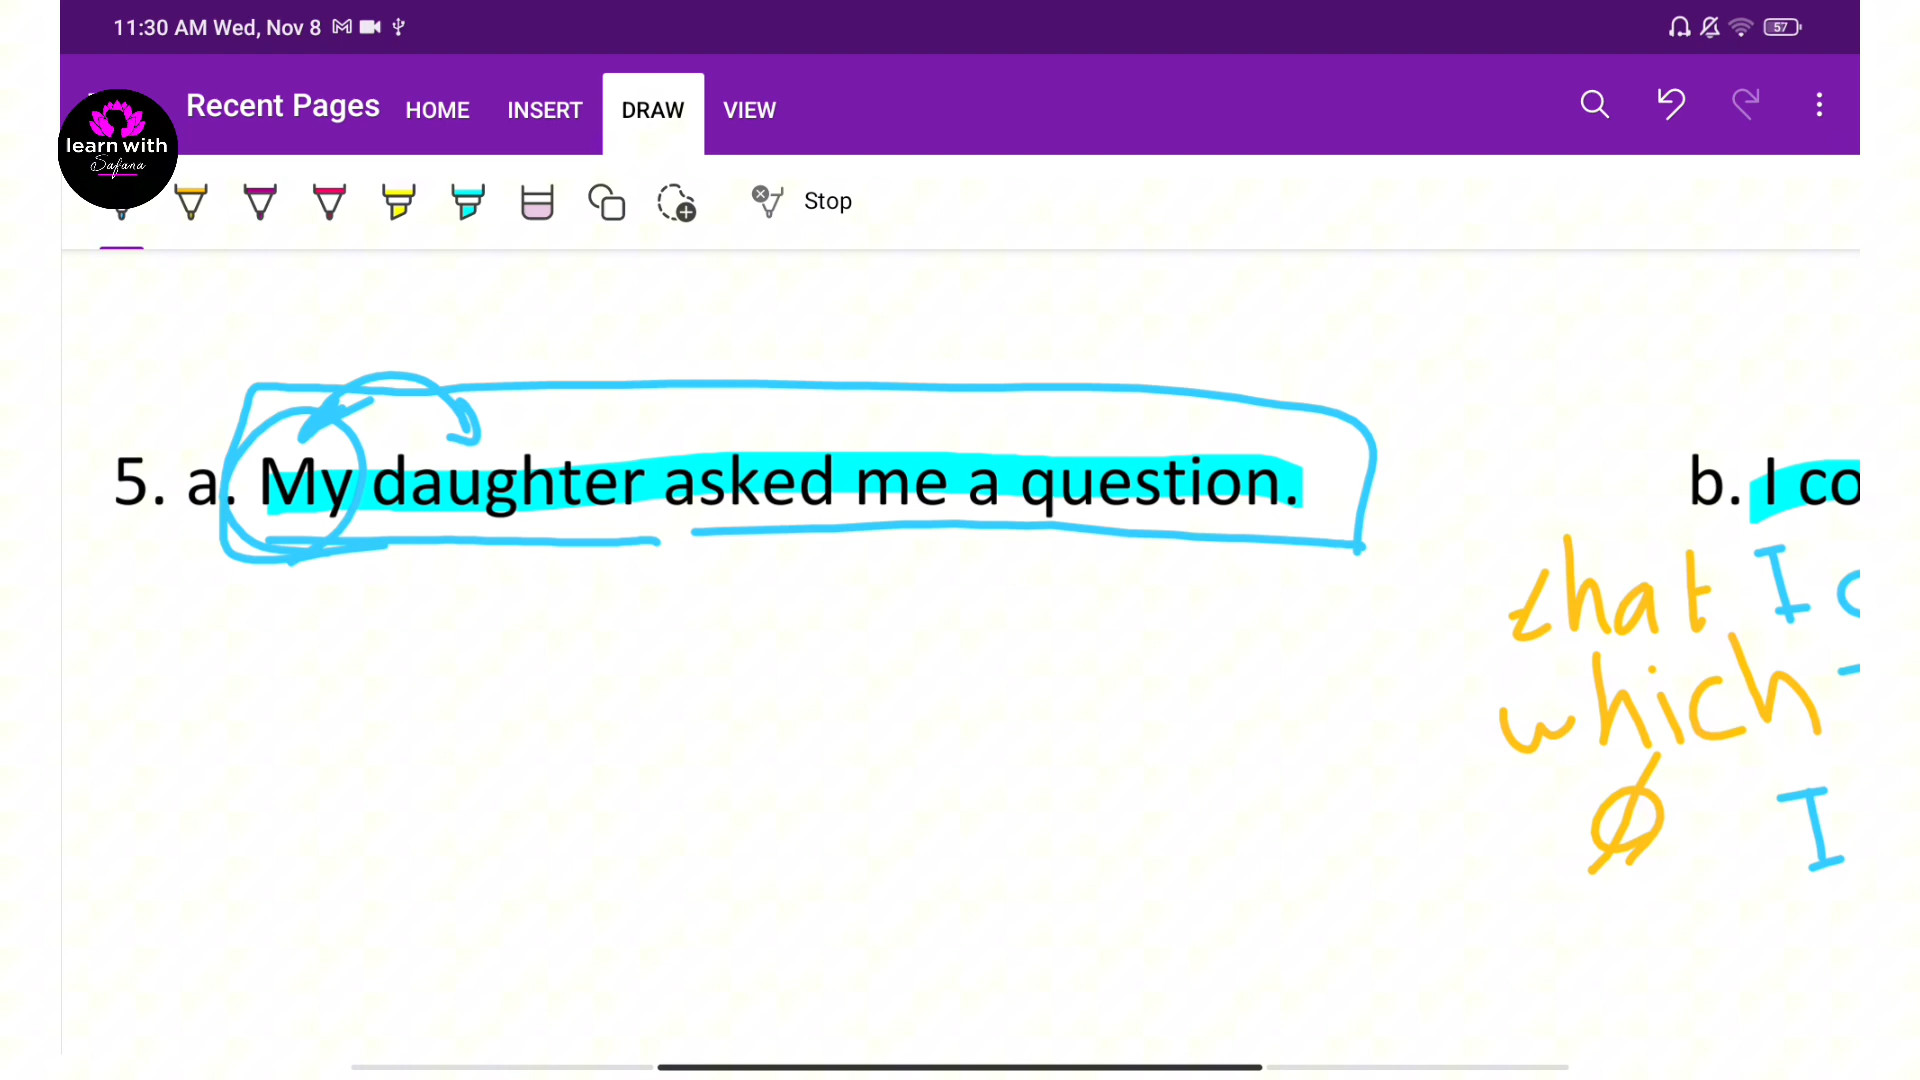 11:30 AM Wed, Nov 8
57
learn with
Safana
Recent Pages HOME INSERT DRAW VIEW
Stop
5. a. My daughter asked me a question.
b. I co
that I c
which
Ø I